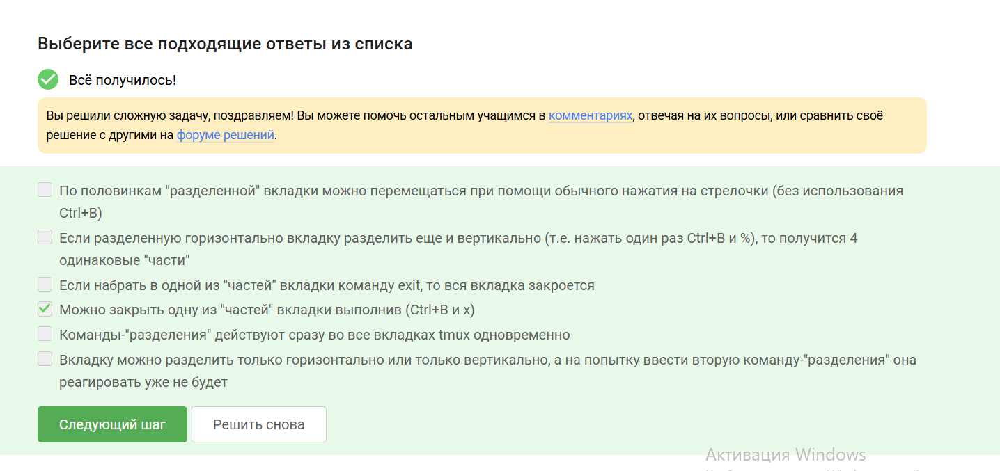 Выберите все подходящие ответы из списка
Всё получилось!
Вы решили сложную задачу, поздравляем! Вы можете помочь остальным учащимся в комментариях, отвечая на их вопросы, или сравнить своё
решение с другими на форуме решений.
По половинкам "разделенной" вкладки можно перемещаться при помощи обычного нажатия на стрелочки (без использования
Ctrl+B)
Если разделенную горизонтально вкладку разделить еще и вертикально (т.е. нажать один раз Ctrl+B и %), то получится 4
одинаковые "части"
Если набрать в одной из "частей" вкладки команду exit, то вся вкладка закроется
Можно закрыть одну из "частей" вкладки выполнив (Ctrl+B и x)
Команды-"разделения" действуют сразу во все вкладках tmux одновременно
Вкладку можно разделить только горизонтально или только вертикально, а на попытку ввести вторую команду-"разделения" она
реагировать уже не будет
Следующий шаг
Решить снова
Активация Windows